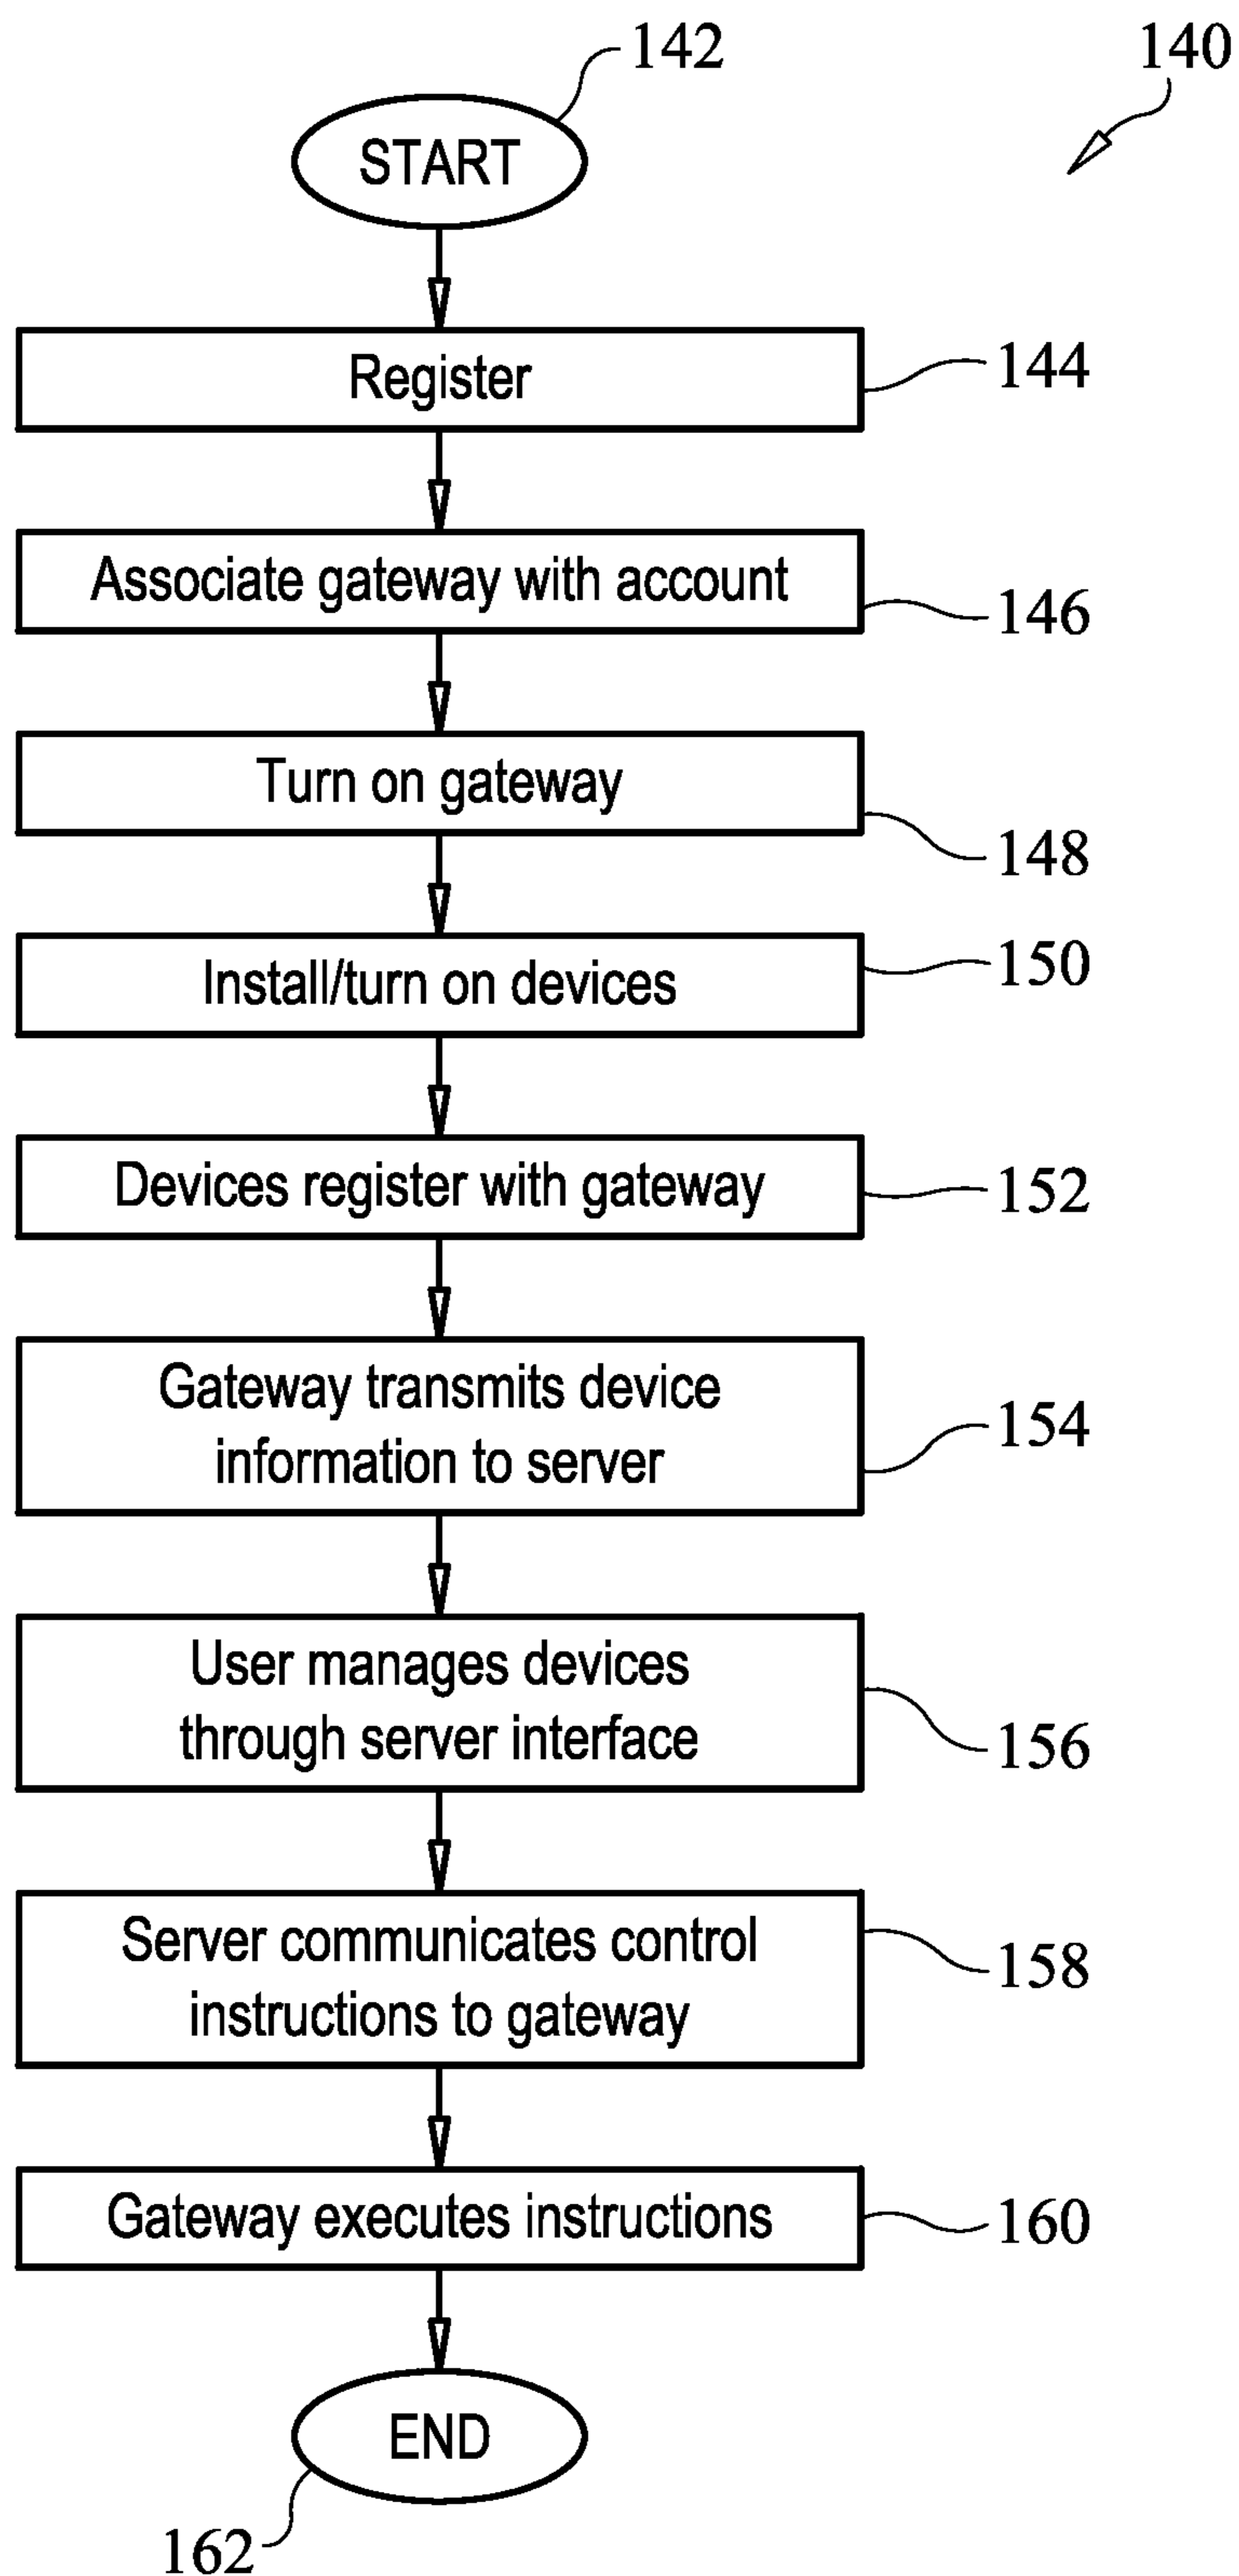 142
140
START
Register
144
Associate gateway with account
146
Turn on gateway
148
Install/turn on devices
150
Devices register with gateway
152
Gateway transmits device
information to server
154
User manages devices
through server interface
156
Server communicates control
instructions to gateway
158
Gateway executes instructions
160
END
162